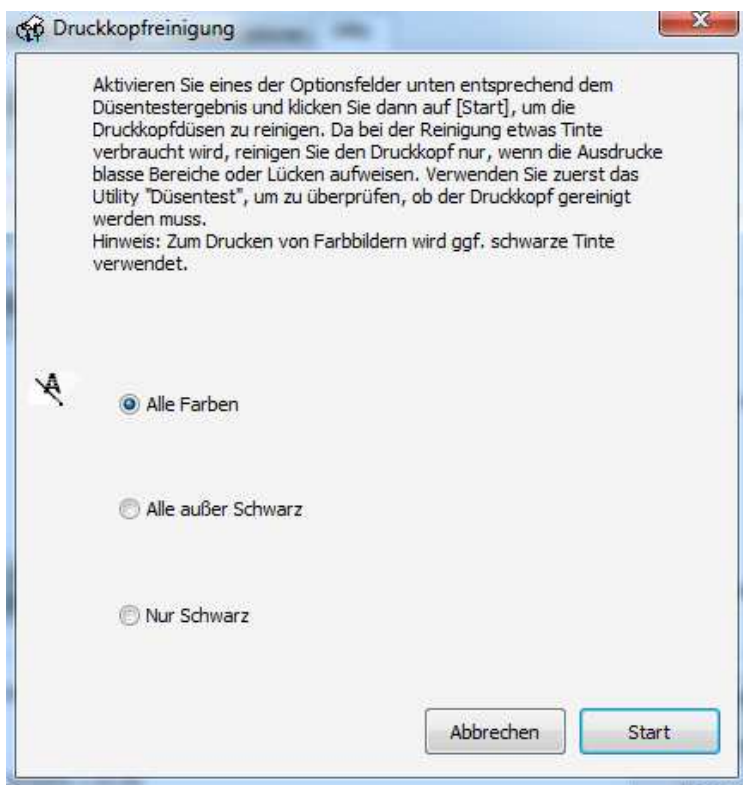 Druckkopfreinigung
Aktivieren Sie eines der Optionsfelder unten entsprechend dem
Düsentestergebnis und klicken Sie dann auf [Start], um die
Druckkopfdüsen zu reinigen. Da bei der Reinigung etwas Tinte
verbraucht wird, reinigen Sie den Druckkopf nur, wenn die Ausdrucke
blasse Bereiche oder Lücken aufweisen. Verwenden Sie zuerst das
Utility "Düsentest", um zu überprüfen, ob der Druckkopf gereinigt
werden muss.
Hinweis: Zum Drucken von Farbbildern wird ggf. schwarze Tinte
verwendet.
A
Alle Farben
Alle außer Schwarz
Nur Schwarz
Abbrechen Start